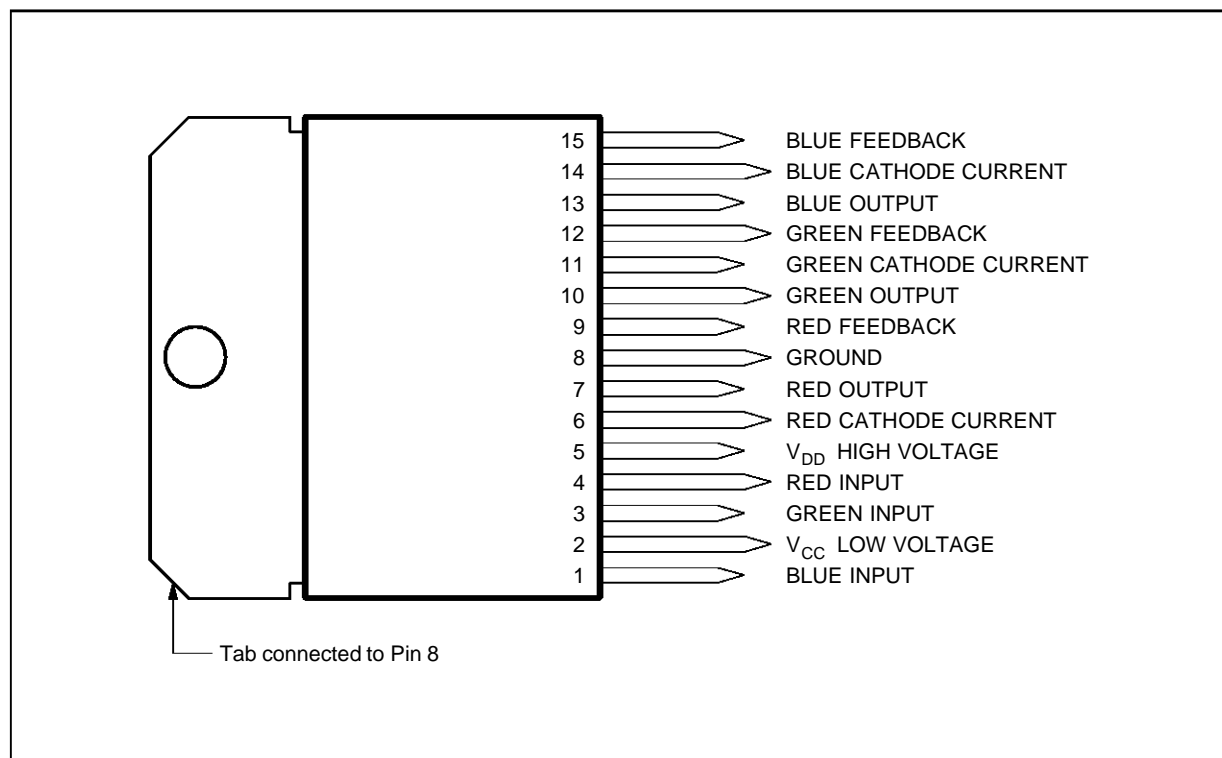 15 BLUE FEEDBACK
14 BLUE CATHODE CURRENT
13 BLUE OUTPUT
12 GREEN FEEDBACK
11 GREEN CATHODE CURRENT
10 GREEN OUTPUT
9 RED FEEDBACK
8 GROUND
7 RED OUTPUT
6 RED CATHODE CURRENT
5 VDD HIGH VOLTAGE
4 RED INPUT
3 GREEN INPUT
2 VCC LOW VOLTAGE
1 BLUE INPUT
Tab connected to Pin 8